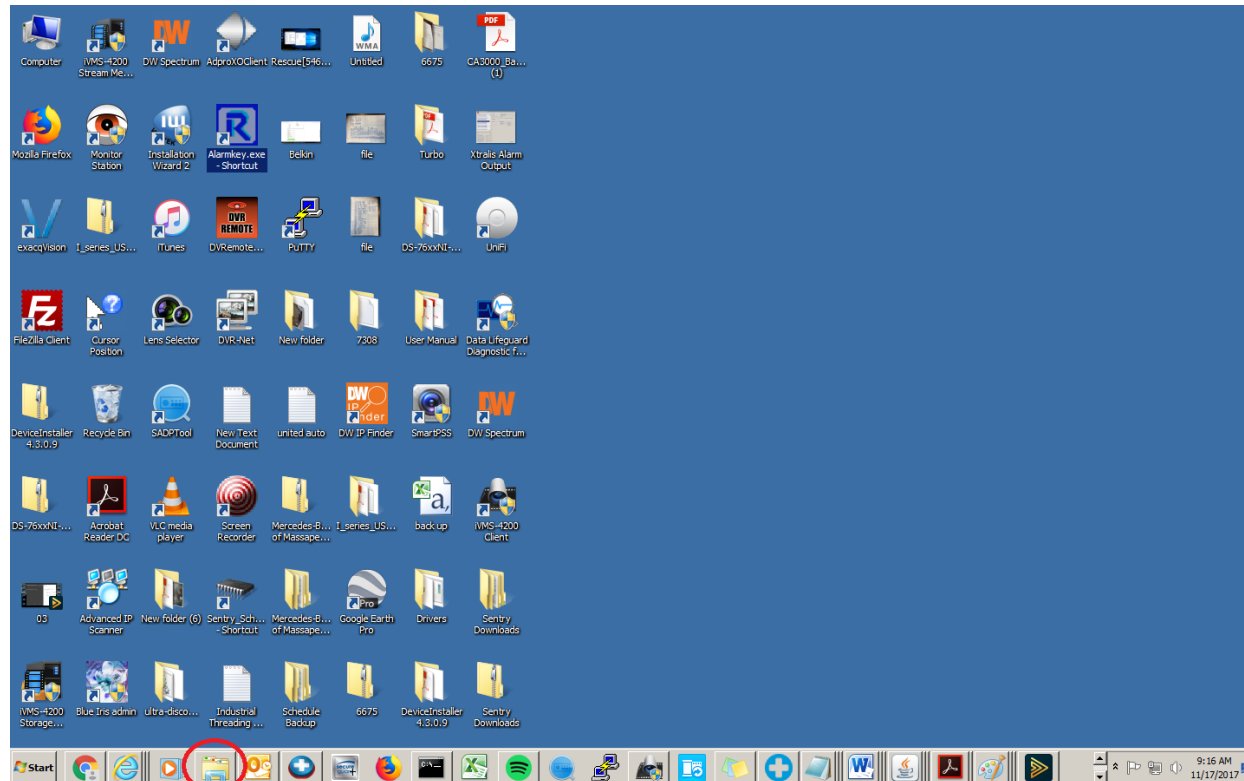 Computer
iVMS-4200
Stream Me...
DW Spectrum
AdproXOClient
Rescue[546...
WMA
Untitled
6675
PDF
CA3000_Ba...
(1)
Mozilla Firefox
Monitor
Station
Installation
Wizard 2
Alarmkey.exe
- Shortcut
Belkin
file
Turbo
Xtralis Alarm
Output
exacqVision
I_series_US...
iTunes
DVR
REMOTE
DVRemote...
PuTTY
file
DS-76xxNI-...
UniFi
FileZilla Client
Cursor
Position
Lens Selector
DVR-Net
New folder
7308
User Manual
Data Lifeguard
Diagnostic f...
DeviceInstaller
4.3.0.9
Recycle Bin
SADPTool
New Text
Document
united auto
DW IP Finder
SmartPSS
DW Spectrum
DS-76xxNI-...
Acrobat
Reader DC
VLC media
player
Screen
Recorder
Mercedes-B...
of Massape...
I_series_US...
back up
iVMS-4200
Client
03
Advanced IP
Scanner
New folder (6)
Sentry_Sch...
- Shortcut
Mercedes-B...
of Massape...
Google Earth
Pro
Drivers
Sentry
Downloads
iVMS-4200
Storage...
Blue Iris admin
ultra-disco...
Industrial
Threading ...
Schedule
Backup
6675
DeviceInstaller
4.3.0.9
Sentry
Downloads
Start
9:16 AM
11/17/2017